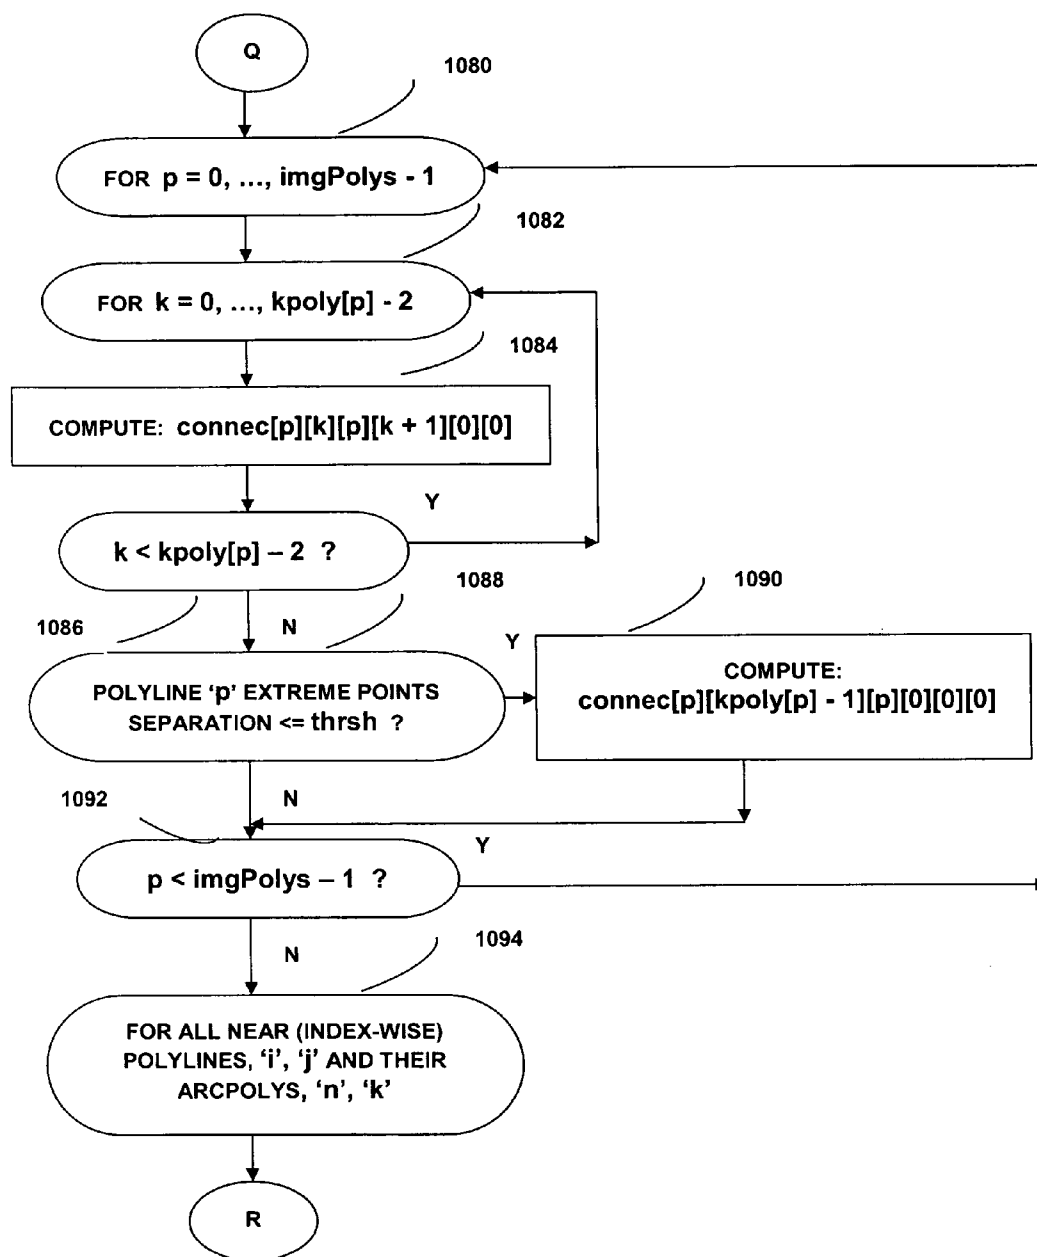 Q
1080
FOR p = 0, ..., imgPolys - 1
1082
FOR k = 0, ..., kpoly[p] - 2
1084
COMPUTE: connec[p][k][p][k + 1][0][0]
Y
k < kpoly[p] – 2 ?
1086
N
1088
1090
POLYLINE ‘p’ EXTREME POINTS
SEPARATION <= thrsh ?
Y
COMPUTE:
connec[p][kpoly[p] - 1][p][0][0][0]
1092
N
Y
p < imgPolys – 1 ?
N
1094
FOR ALL NEAR (INDEX-WISE)
POLYLINES, ‘i’, ‘j’ AND THEIR
ARCPOLYS, ‘n’, ‘k’
R